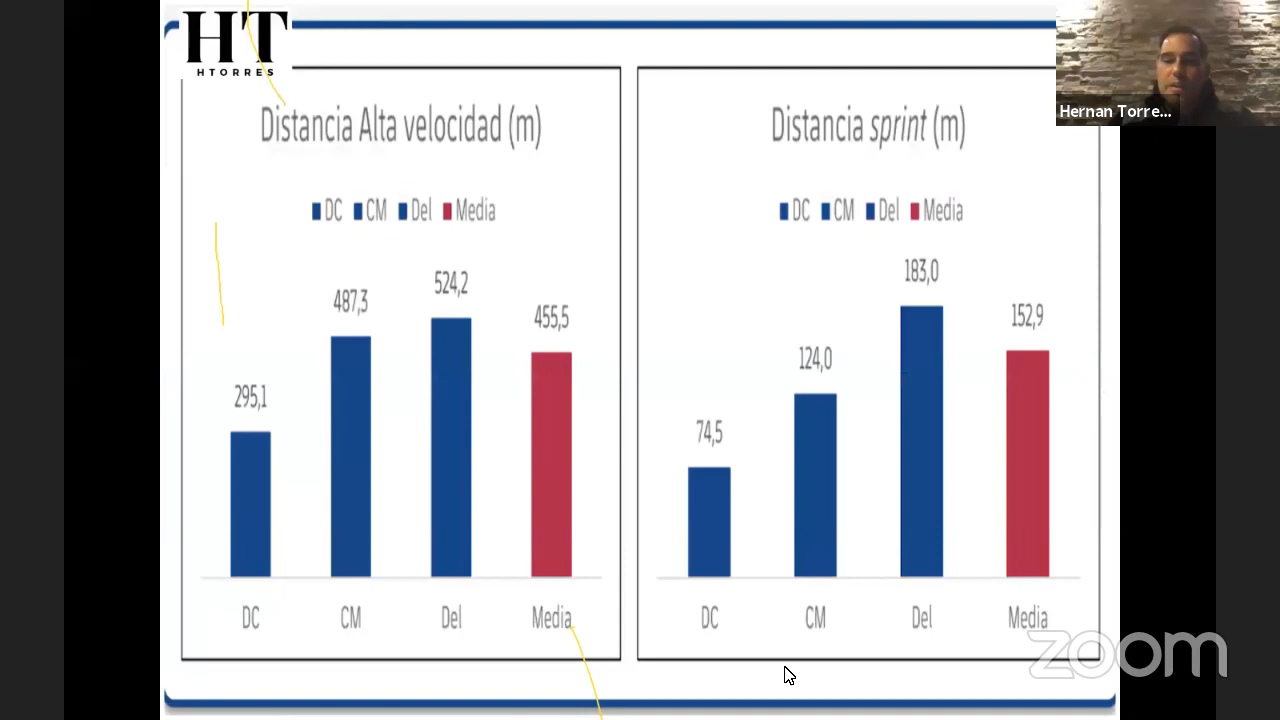 HT
HTORRES
Hernan Torre...
Distancia Alta velocidad (m)
DC CM Del Media
295,1
487,3
524,2
455,5
DC CM Del Media
Distancia sprint (m)
DC CM Del Media
74,5
124,0
183,0
152,9
DC CM Del Media
zoom